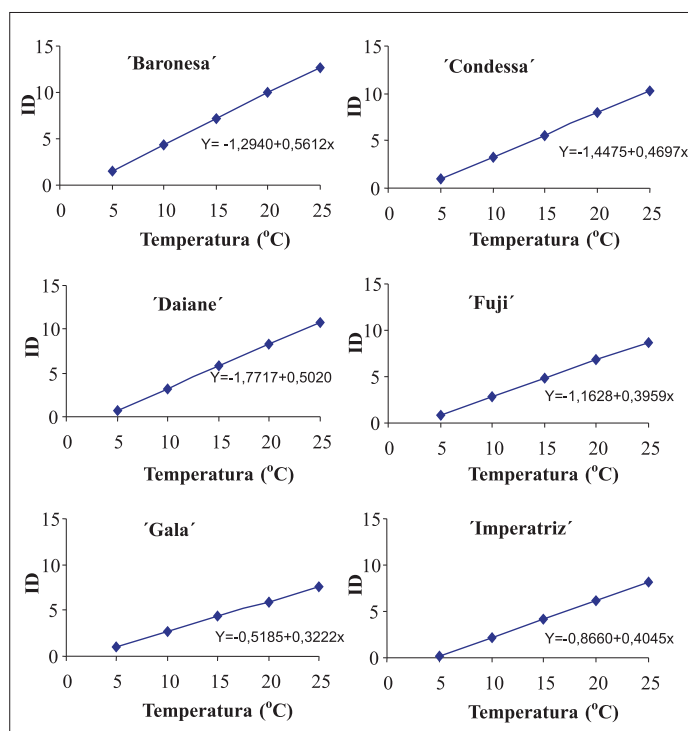 ´Baronesa´
ID
15
10
5
0
Y= -1,2940+0,5612x
0 5 10 15 20 25
Temperatura (°C)
´Condessa´
ID
15
10
5
0
Y=-1,4475+0,4697x
0 5 10 15 20 25
Temperatura (°C)
´Daiane´
ID
15
10
5
0
Y=-1,7717+0,5020
0 5 10 15 20 25
Temperatura (°C)
´Fuji´
ID
15
10
5
0
Y=-1,1628+0,3959x
0 5 10 15 20 25
Temperatura (°C)
´Gala´
ID
15
10
5
0
Y=-0,5185+0,3222x
0 5 10 15 20 25
Temperatura (°C)
´Imperatriz´
ID
15
10
5
0
Y=-0,8660+0,4045x
0 5 10 15 20 25
Temperatura (°C)